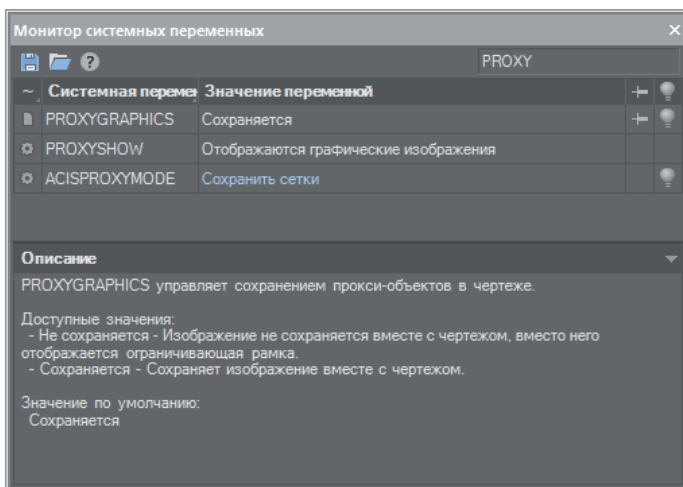 Монитор системных переменных
PROXY
Системная перемен Значение переменной
PROXYGRAPHICS Сохраняется
PROXYSHOW Отображаются графические изображения
ACISPROXYMODE Сохранить сетки
Описание
PROXYGRAPHICS управляет сохранением прокси-объектов в чертеже.
Доступные значения:
- Не сохраняется - Изображение не сохраняется вместе с чертежом, вместо него
отображается ограничивающая рамка.
- Сохраняется - Сохраняет изображение вместе с чертежом.
Значение по умолчанию:
Сохраняется